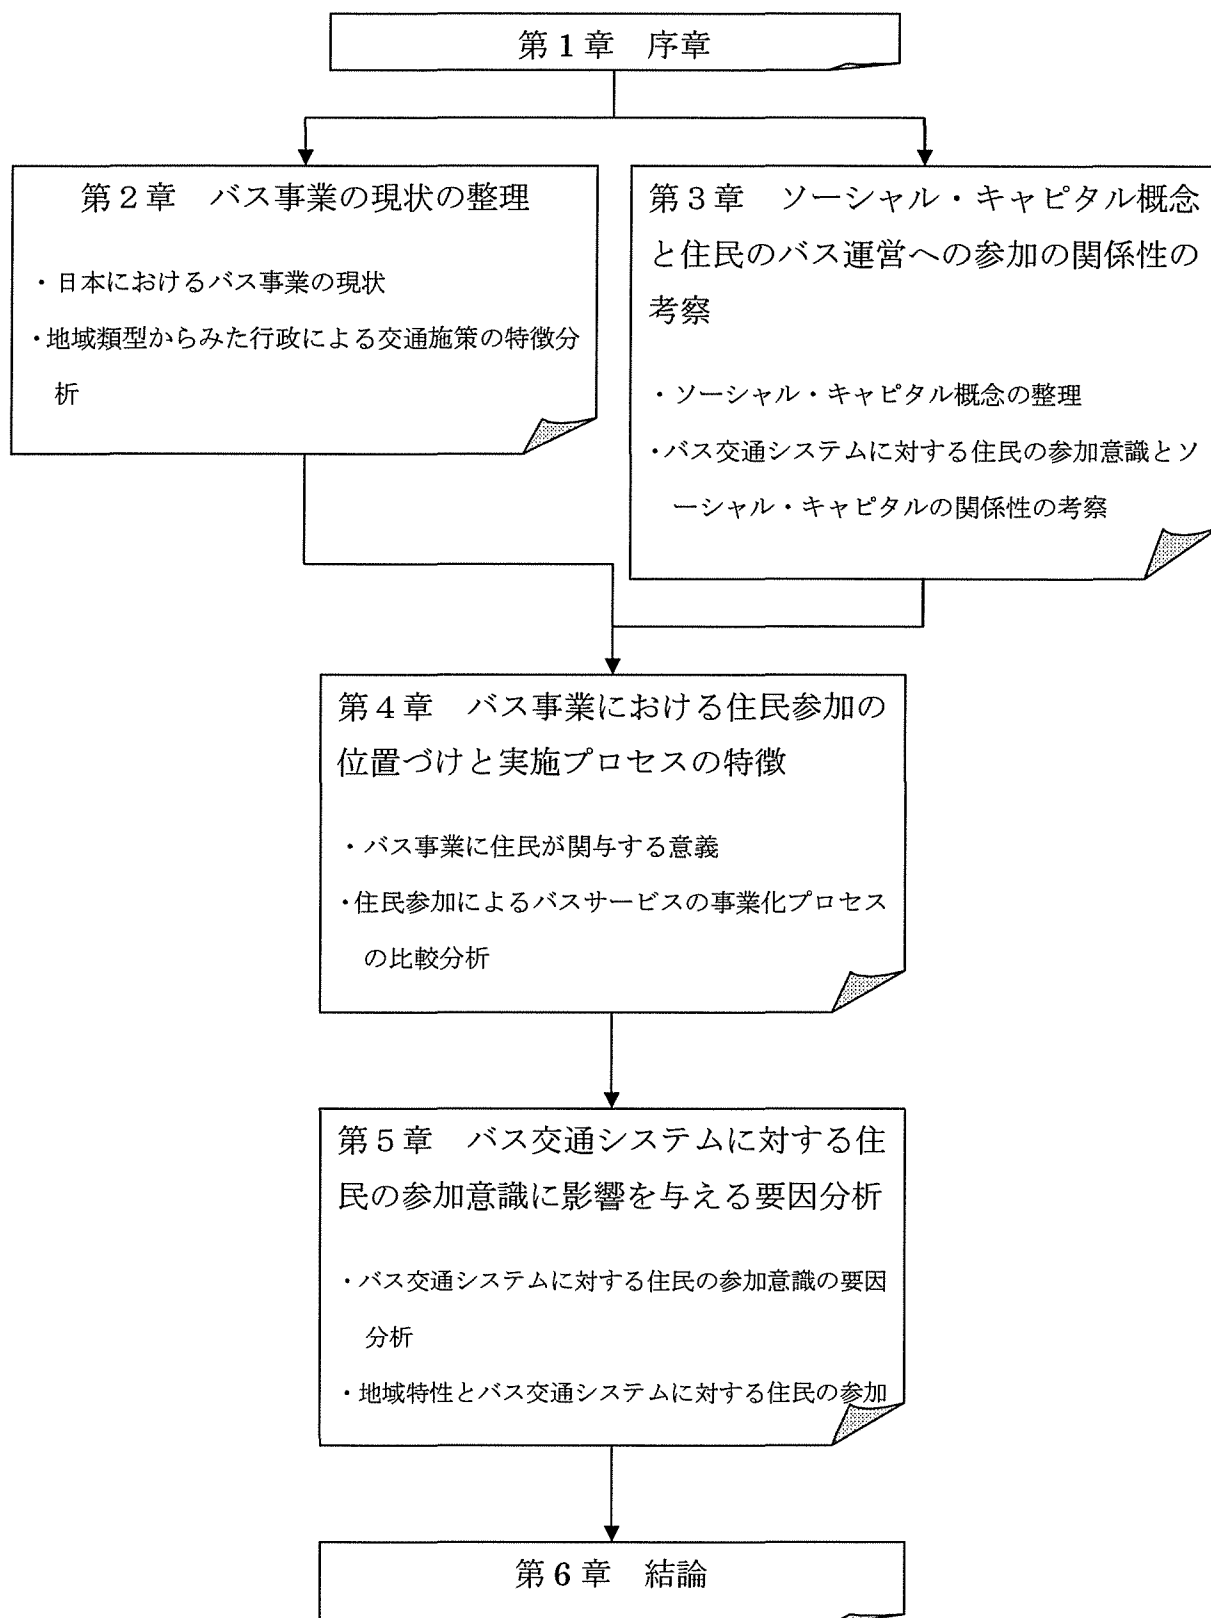 第1章　序章
第2章　バス事業の現状の整理
・日本におけるバス事業の現状
・地域類型からみた行政による交通施策の特徴分
析
第3章　ソーシャル・キャピタル概念
と住民のバス運営への参加の関係性の
考察
・ソーシャル・キャピタル概念の整理
・バス交通システムに対する住民の参加意識とソ
ーシャル・キャピタルの関係性の考察
第4章　バス事業における住民参加の
位置づけと実施プロセスの特徴
・バス事業に住民が関与する意義
・住民参加によるバスサービスの事業化プロセス
の比較分析
第5章　バス交通システムに対する住
民の参加意識に影響を与える要因分析
・バス交通システムに対する住民の参加意識の要因
分析
・地域特性とバス交通システムに対する住民の参加
第6章　結論